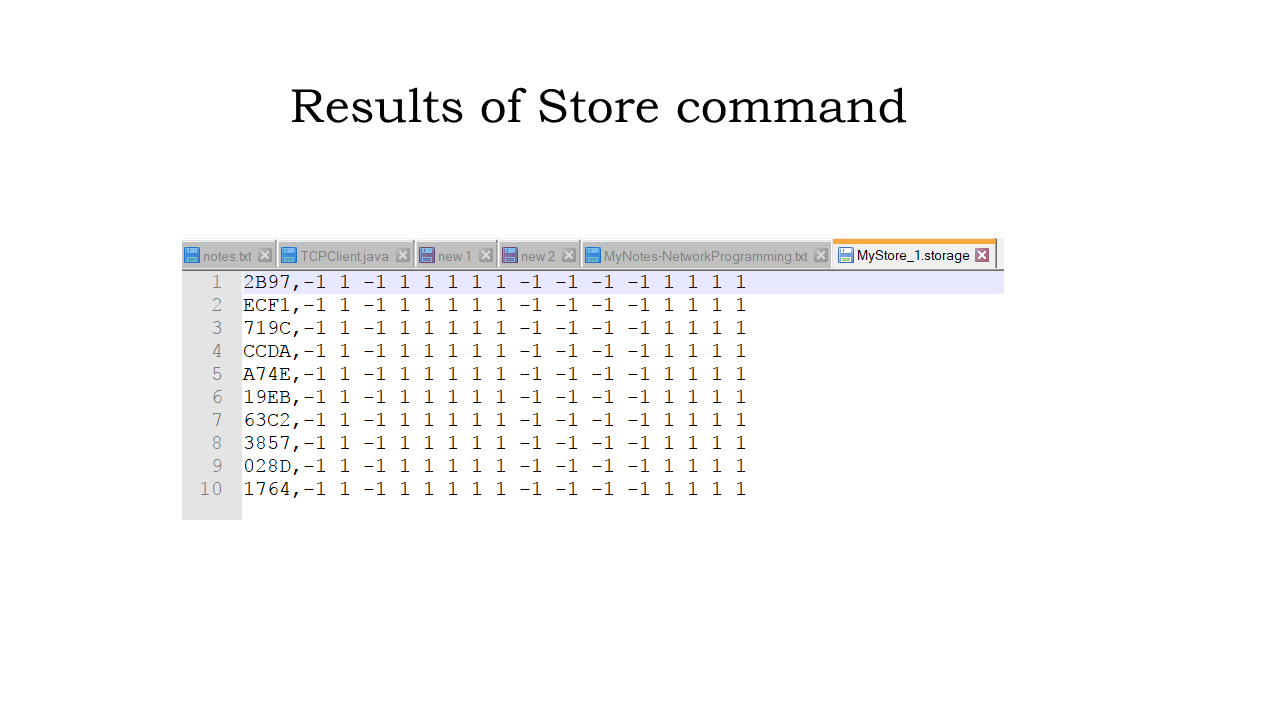 Results of Store command
notes.txt TCPClient.java new 1 new 2 MyNotes-NetworkProgramming.txt MyStore_1.storage
1 2B97,-1 1 -1 1 1 1 1 1 -1 -1 -1 -1 1 1 1 1
2 ECF1,-1 1 -1 1 1 1 1 1 -1 -1 -1 -1 1 1 1 1
3 719C,-1 1 -1 1 1 1 1 1 -1 -1 -1 -1 1 1 1 1
4 CCDA,-1 1 -1 1 1 1 1 1 -1 -1 -1 -1 1 1 1 1
5 A74E,-1 1 -1 1 1 1 1 1 -1 -1 -1 -1 1 1 1 1
6 19EB,-1 1 -1 1 1 1 1 1 -1 -1 -1 -1 1 1 1 1
7 63C2,-1 1 -1 1 1 1 1 1 -1 -1 -1 -1 1 1 1 1
8 3857,-1 1 -1 1 1 1 1 1 -1 -1 -1 -1 1 1 1 1
9 028D,-1 1 -1 1 1 1 1 1 -1 -1 -1 -1 1 1 1 1
10 1764,-1 1 -1 1 1 1 1 1 -1 -1 -1 -1 1 1 1 1